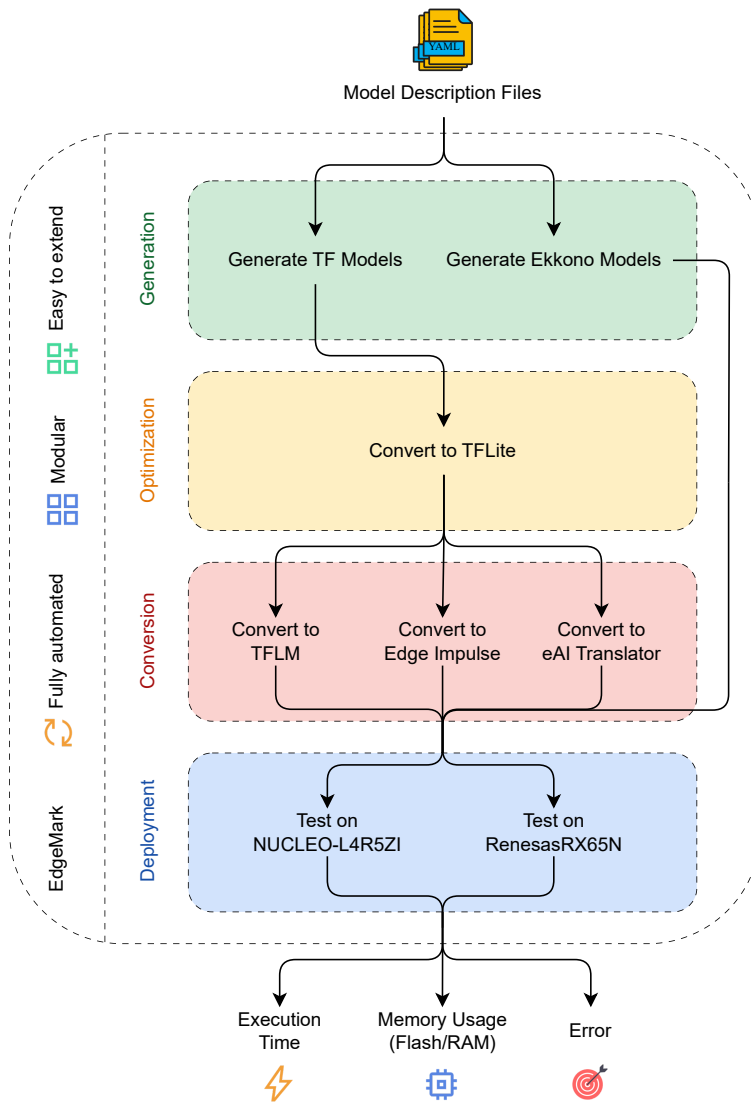 YAML
Model Description Files
Easy to extend
Modular
Fully automated
EdgeMark
Generation
Generate TF Models
Generate Ekkono Models
Optimization
Convert to TFLite
Conversion
Convert to
TFLM
Convert to
Edge Impulse
Convert to
eAI Translator
Deployment
Test on
NUCLEO-L4R5ZI
Test on
RenesasRX65N
Execution
Time
Memory Usage
(Flash/RAM)
Error